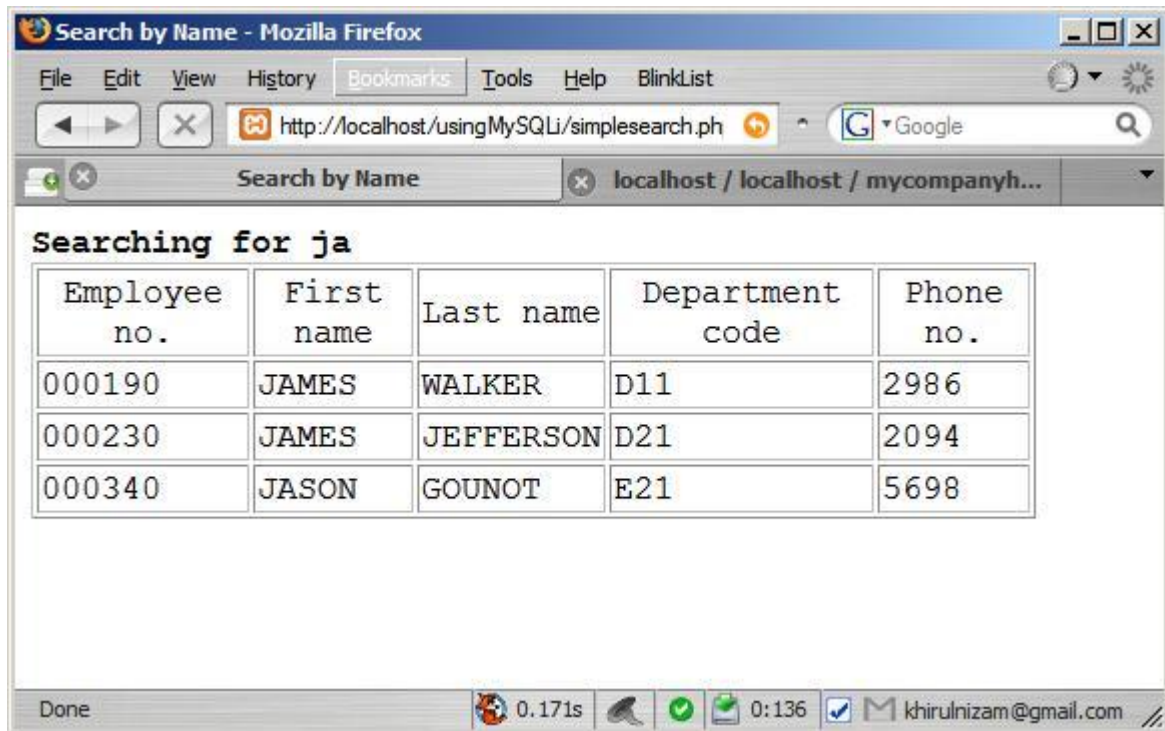 Search by Name - Mozilla Firefox
File Edit View History Bookmarks Tools Help BlinkList
http://localhost/usingMySQLi/simplesearch.ph G Google
Search by Name localhost / localhost / mycompanyh...
Searching for ja
Employee no. First name Last name Department code Phone no.
000190 JAMES WALKER D11 2986
000230 JAMES JEFFERSON D21 2094
000340 JASON GOUNOT E21 5698
Done 0.171s 0:136 khirulnizam@gmail.com